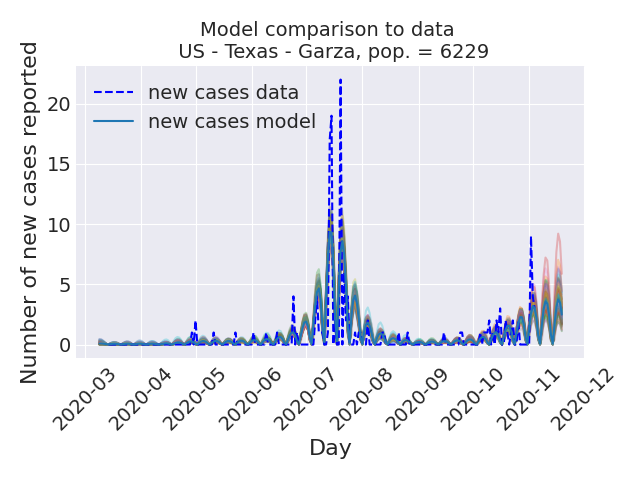 Model comparison to data
US - Texas - Garza, pop. = 6229
Number of new cases reported
20
15
10
5
0
new cases data
new cases model
2020-03
2020-04
2020-05
2020-06
2020-07
2020-08
2020-09
2020-10
2020-11
2020-12
Day